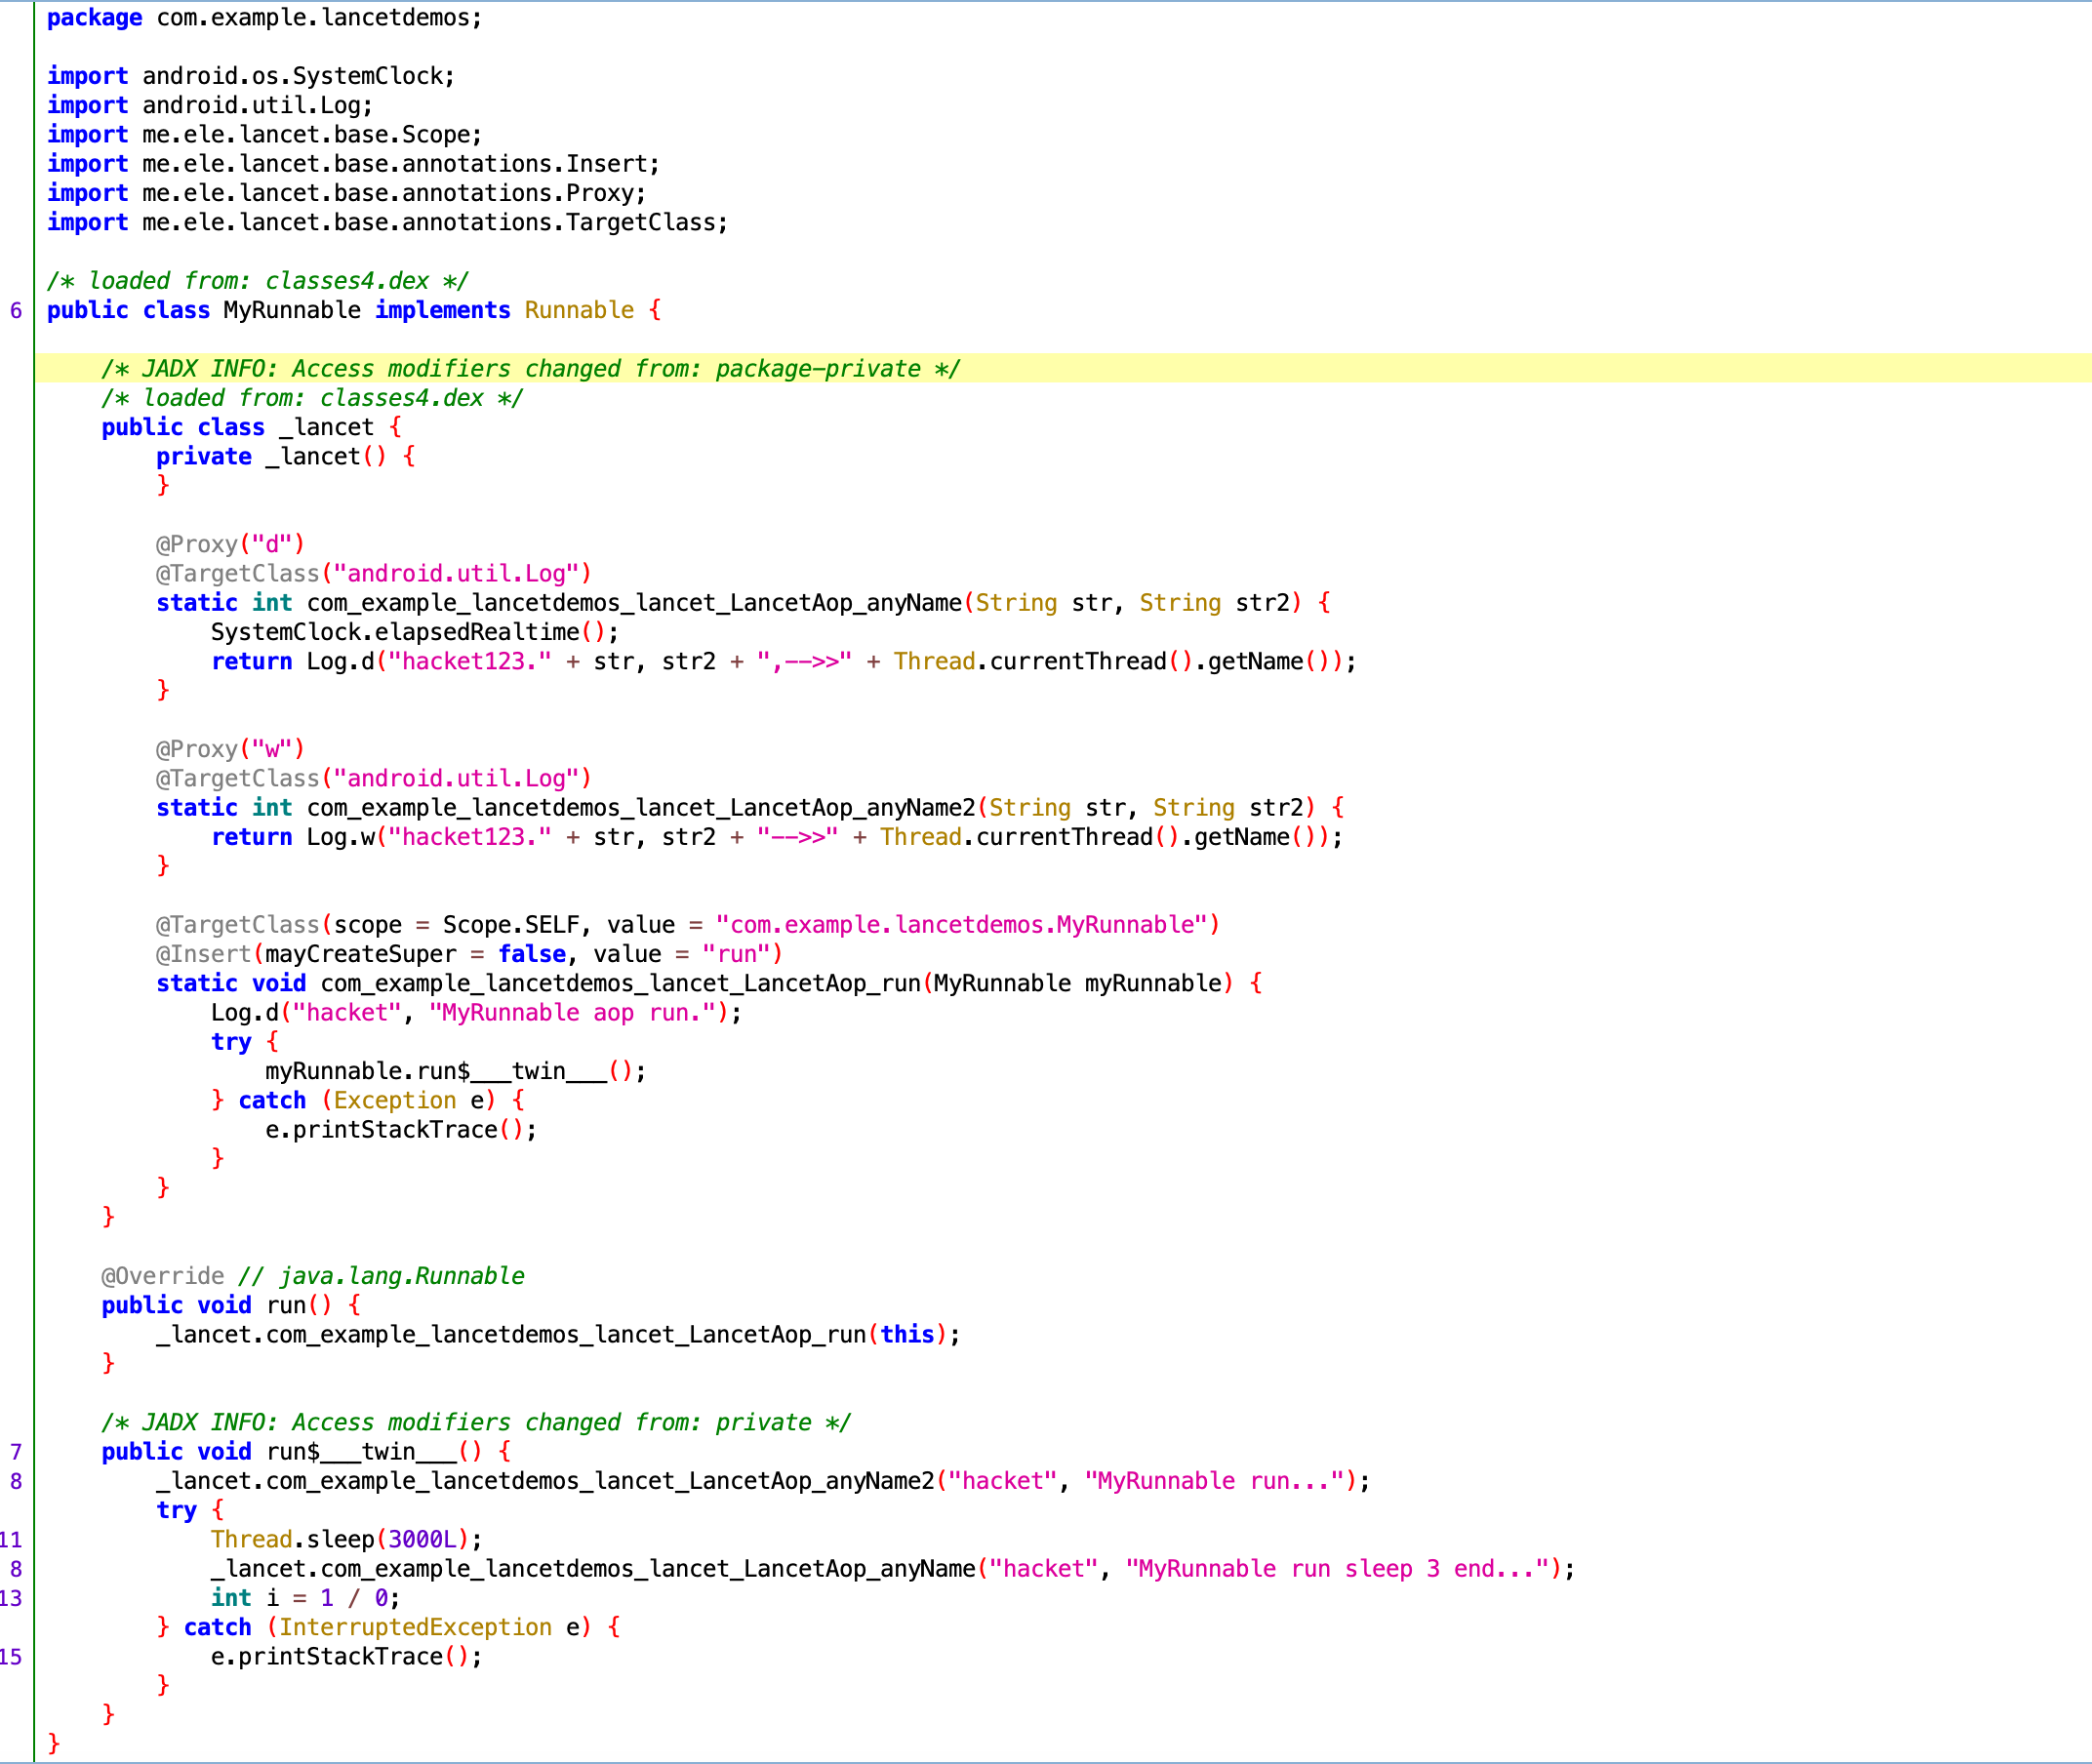 package com.example.lancetdemos;
import android.os.SystemClock;
import android.util.Log;
import me.ele.lancet.base.Scope;
import me.ele.lancet.base.annotations.Insert;
import me.ele.lancet.base.annotations.Proxy;
import me.ele.lancet.base.annotations.TargetClass;
/* loaded from: classes4.dex */
6 public class MyRunnable implements Runnable {
/* JADX INFO: Access modifiers changed from: package-private */
/* loaded from: classes4.dex */
public class _lancet {
private _lancet() {
}
@Proxy("d")
@TargetClass("android.util.Log")
static int com_example_lancetdemos_lancet_LancetAop_anyName(String str, String str2) {
SystemClock.elapsedRealtime();
return Log.d("hacket123." + str, str2 + ",-->>" + Thread.currentThread().getName());
}
@Proxy("w")
@TargetClass("android.util.Log")
static int com_example_lancetdemos_lancet_LancetAop_anyName2(String str, String str2) {
return Log.w("hacket123." + str, str2 + "-->>" + Thread.currentThread().getName());
}
@TargetClass(scope = Scope.SELF, value = "com.example.lancetdemos.MyRunnable")
@Insert(mayCreateSuper = false, value = "run")
static void com_example_lancetdemos_lancet_LancetAop_run(MyRunnable myRunnable) {
Log.d("hacket", "MyRunnable aop run.");
try {
myRunnable.run$___twin___();
} catch (Exception e) {
e.printStackTrace();
}
}
}
@Override // java.lang.Runnable
public void run() {
_lancet.com_example_lancetdemos_lancet_LancetAop_run(this);
}
/* JADX INFO: Access modifiers changed from: private */
7 public void run$___twin___() {
8 _lancet.com_example_lancetdemos_lancet_LancetAop_anyName2("hacket", "MyRunnable run...");
try {
11 Thread.sleep(3000L);
8 _lancet.com_example_lancetdemos_lancet_LancetAop_anyName("hacket", "MyRunnable run sleep 3 end...");
13 int i = 1 / 0;
} catch (InterruptedException e) {
15 e.printStackTrace();
}
}
}